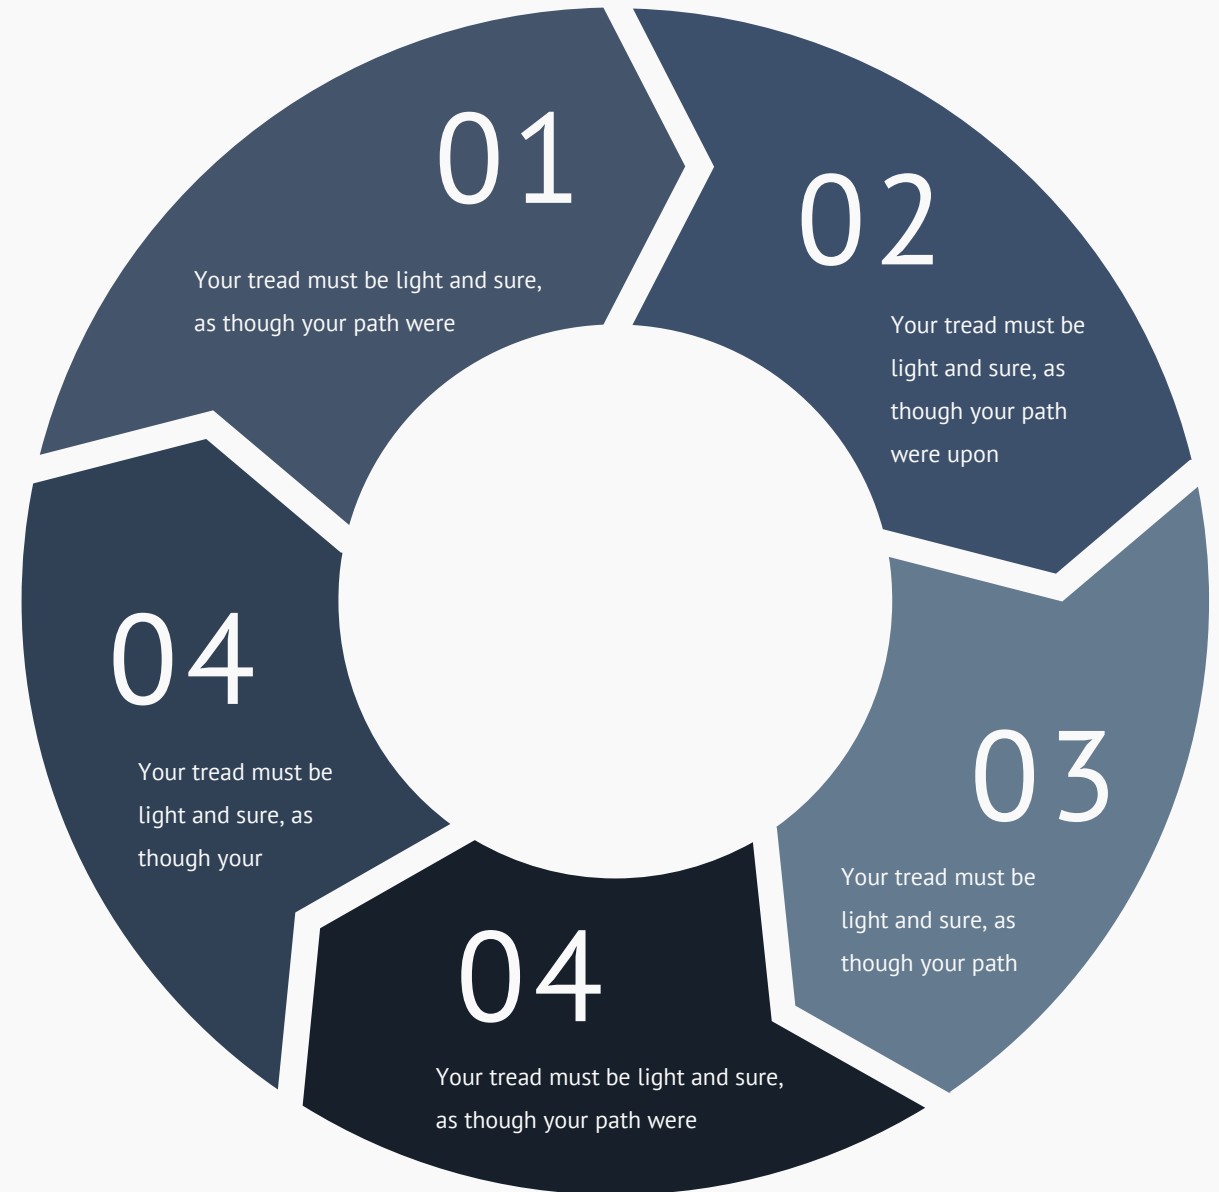 01
Your tread must be light and sure,
as though your path were
02
Your tread must be
light and sure, as
though your path
were upon
03
Your tread must be
light and sure, as
though your path
04
Your tread must be light and sure,
as though your path were
04
Your tread must be
light and sure, as
though your